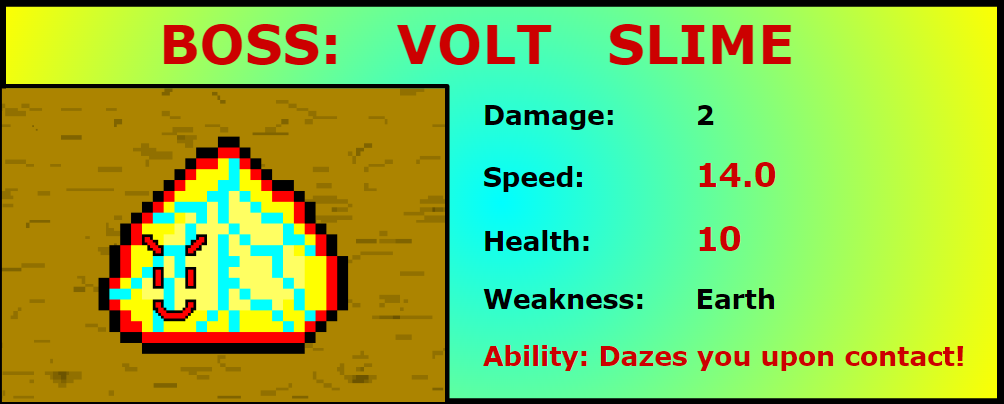 BOSS: VOLT SLIME
Damage: 2
Speed: 14.0
Health: 10
Weakness: Earth
Ability: Dazes you upon contact!